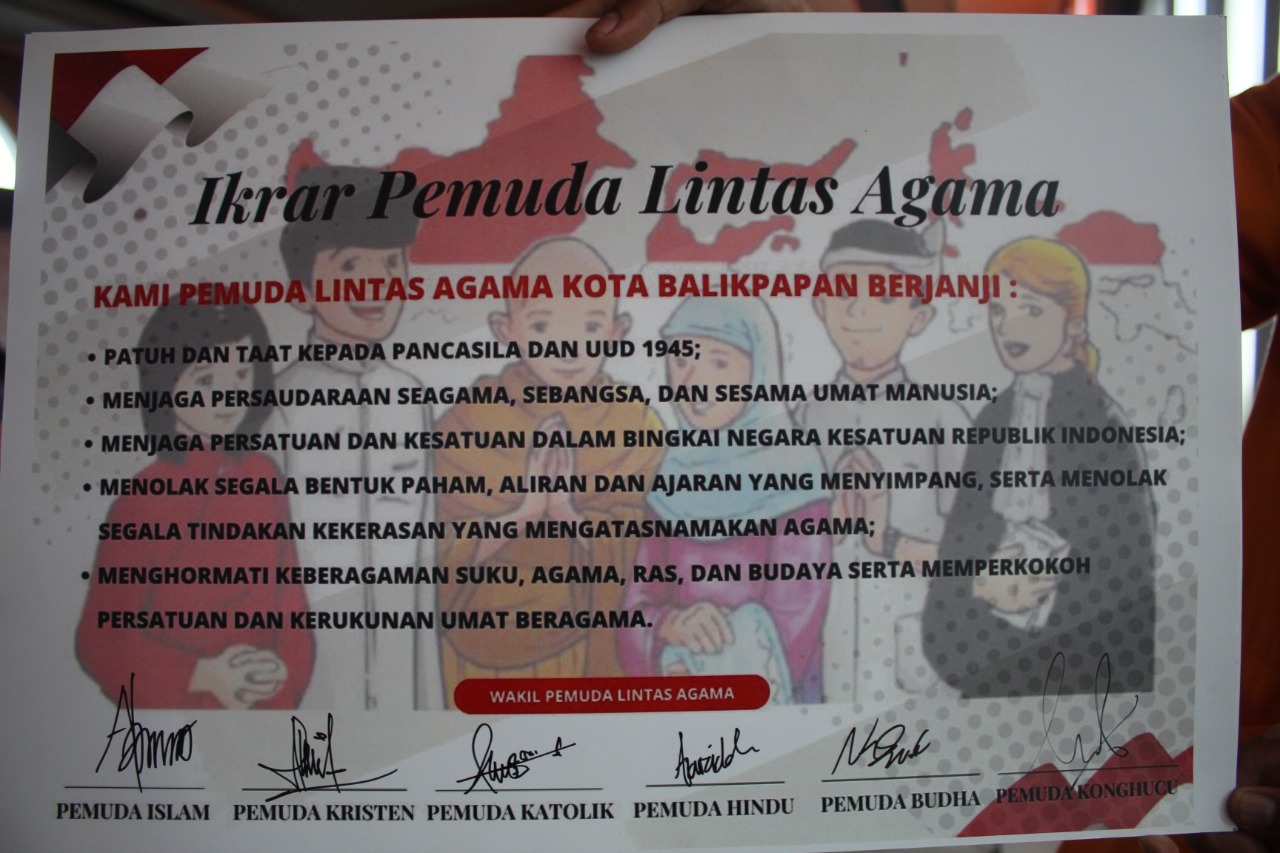 Ikrar Pemuda Lintas Agama
KAMI PEMUDA LINTAS AGAMA KOTA BALIKPAPAN BERJANJI :
• PATUH DAN TAAT KEPADA PANCASILA DAN UUD 1945;
• MENJAGA PERSAUDARAAN SEAGAMA, SEBANGSA, DAN SESAMA UMAT MANUSIA;
• MENJAGA PERSATUAN DAN KESATUAN DALAM BINGKAI NEGARA KESATUAN REPUBLIK INDONESIA;
• MENOLAK SEGALA BENTUK PAHAM, ALIRAN DAN AJARAN YANG MENYIMPANG, SERTA MENOLAK
SEGALA TINDAKAN KEKERASAN YANG MENGATASNAMAKAN AGAMA;
• MENGHORMATI KEBERAGAMAN SUKU, AGAMA, RAS, DAN BUDAYA SERTA MEMPERKOKOH
PERSATUAN DAN KERUKUNAN UMAT BERAGAMA.
WAKIL PEMUDA LINTAS AGAMA
PEMUDA ISLAM PEMUDA KRISTEN PEMUDA KATOLIK PEMUDA HINDU PEMUDA BUDHA PEMUDA KONGHUCU